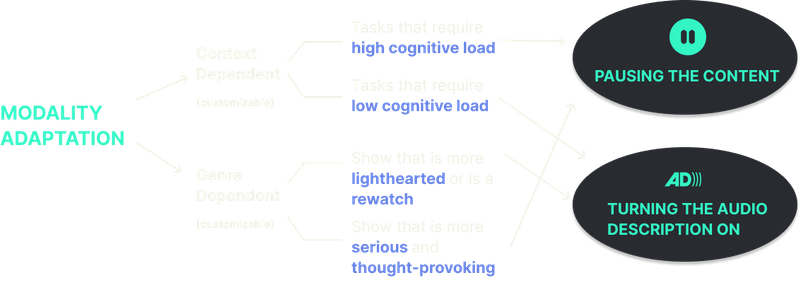 MODALITY
ADAPTATION
Context
Dependent
(customizable)
Genre
Dependent
(customizable)
Tasks that require
high cognitive load
Tasks that require
low cognitive load
Show that is more
lighthearted or is a
rewatch
Show that is more
serious and
thought-provoking
PAUSING THE CONTENT
AD
TURNING THE AUDIO
DESCRIPTION ON